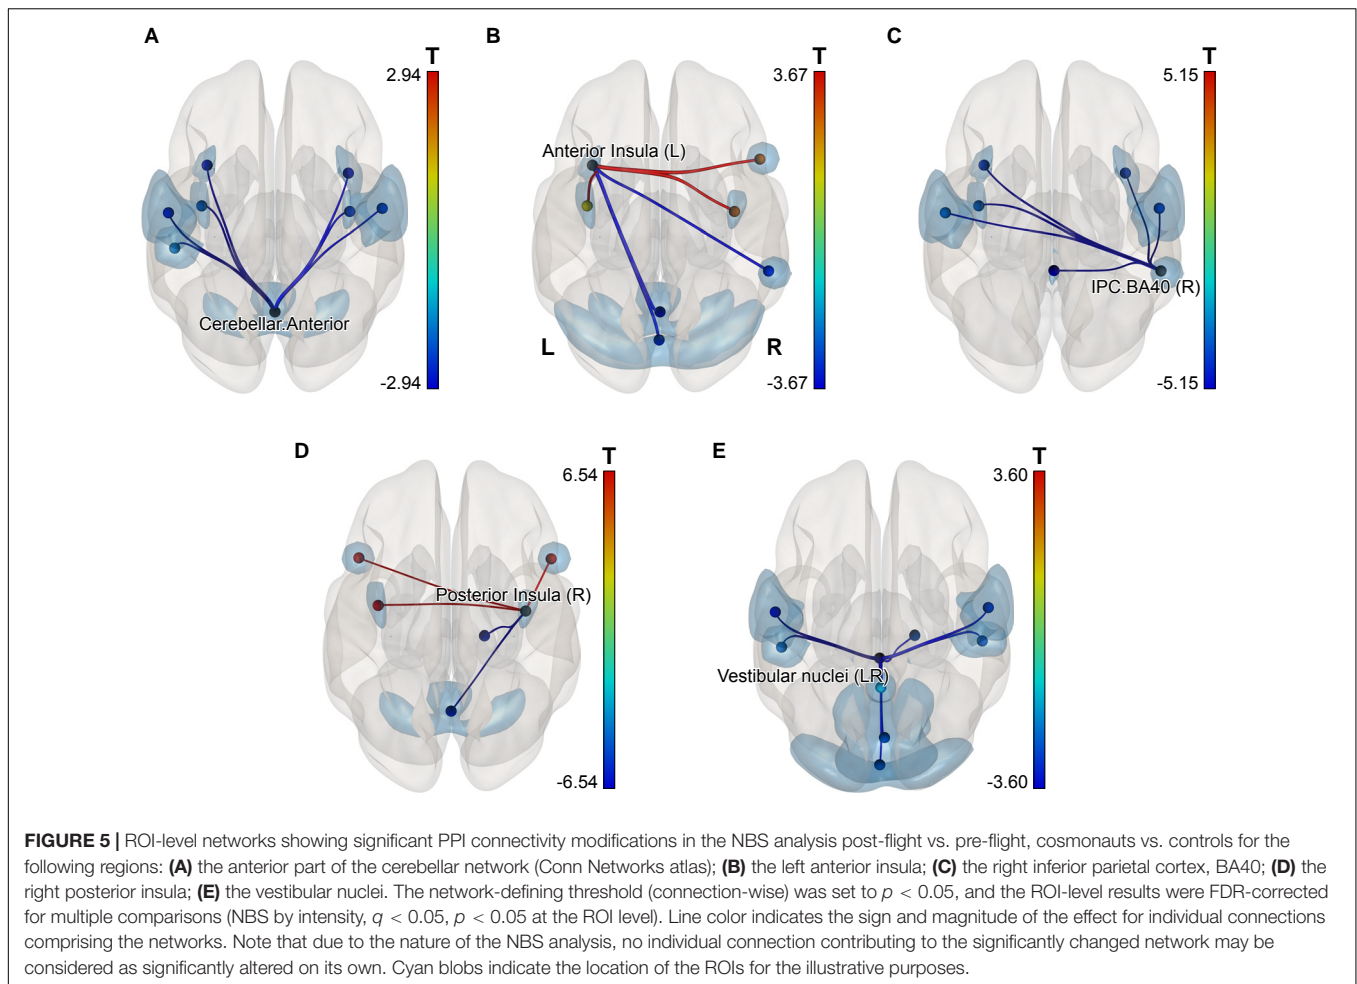 A
B
C
T
2.94
-2.94
Cerebellar.Anterior
T
3.67
-3.67
Anterior Insula (L)
L
R
T
5.15
-5.15
IPC.BA40 (R)
D
E
T
6.54
-6.54
Posterior Insula (R)
T
3.60
-3.60
Vestibular nuclei (LR)
FIGURE 5 | ROI-level networks showing significant PPI connectivity modifications in the NBS analysis post-flight vs. pre-flight, cosmonauts vs. controls for the
following regions: (A) the anterior part of the cerebellar network (Conn Networks atlas); (B) the left anterior insula; (C) the right inferior parietal cortex, BA40; (D) the
right posterior insula; (E) the vestibular nuclei. The network-defining threshold (connection-wise) was set to p < 0.05, and the ROI-level results were FDR-corrected
for multiple comparisons (NBS by intensity, q < 0.05, p < 0.05 at the ROI level). Line color indicates the sign and magnitude of the effect for individual connections
comprising the networks. Note that due to the nature of the NBS analysis, no individual connection contributing to the significantly changed network may be
considered as significantly altered on its own. Cyan blobs indicate the location of the ROIs for the illustrative purposes.